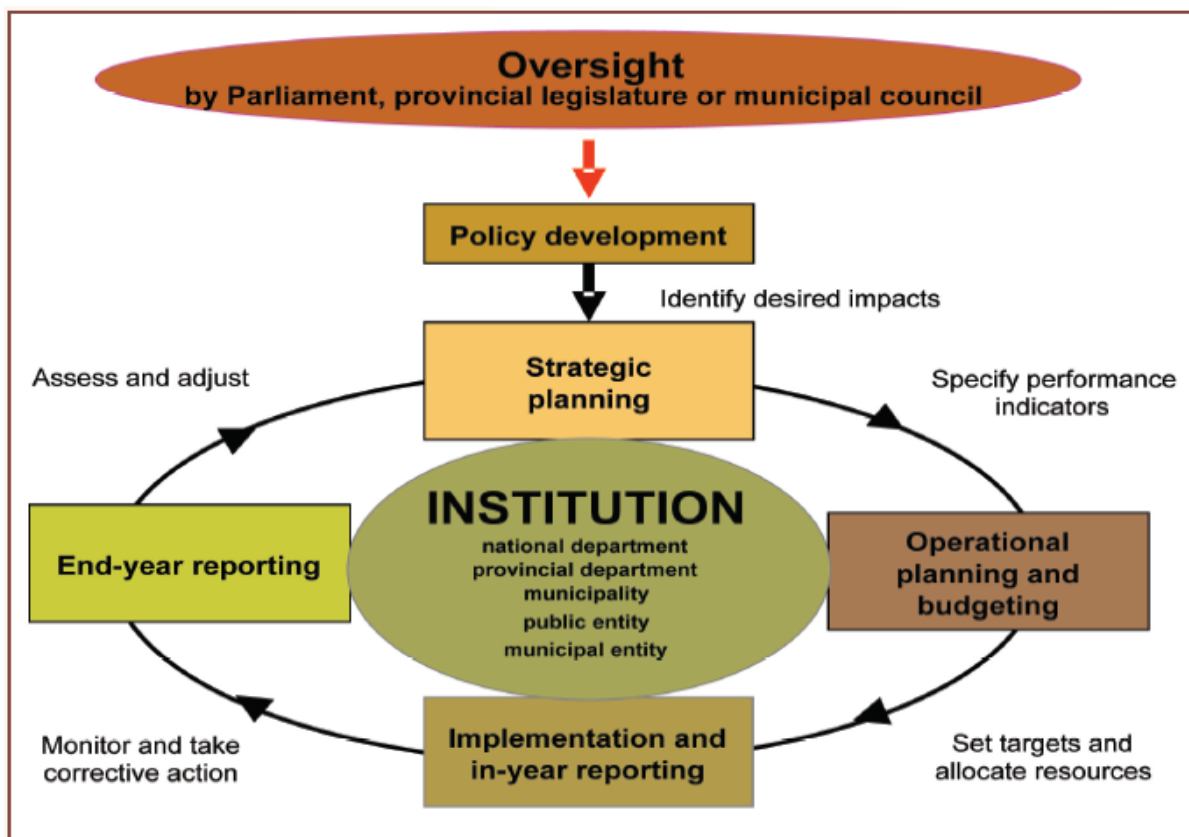 Oversight
by Parliament, provincial legislature or municipal council
Policy development
Identify desired impacts
Strategic
planning
Assess and adjust
Specify performance
indicators
INSTITUTION
national department
provincial department
municipality
public entity
municipal entity
End-year reporting
Operational
planning and
budgeting
Implementation and
in-year reporting
Monitor and take
corrective action
Set targets and
allocate resources